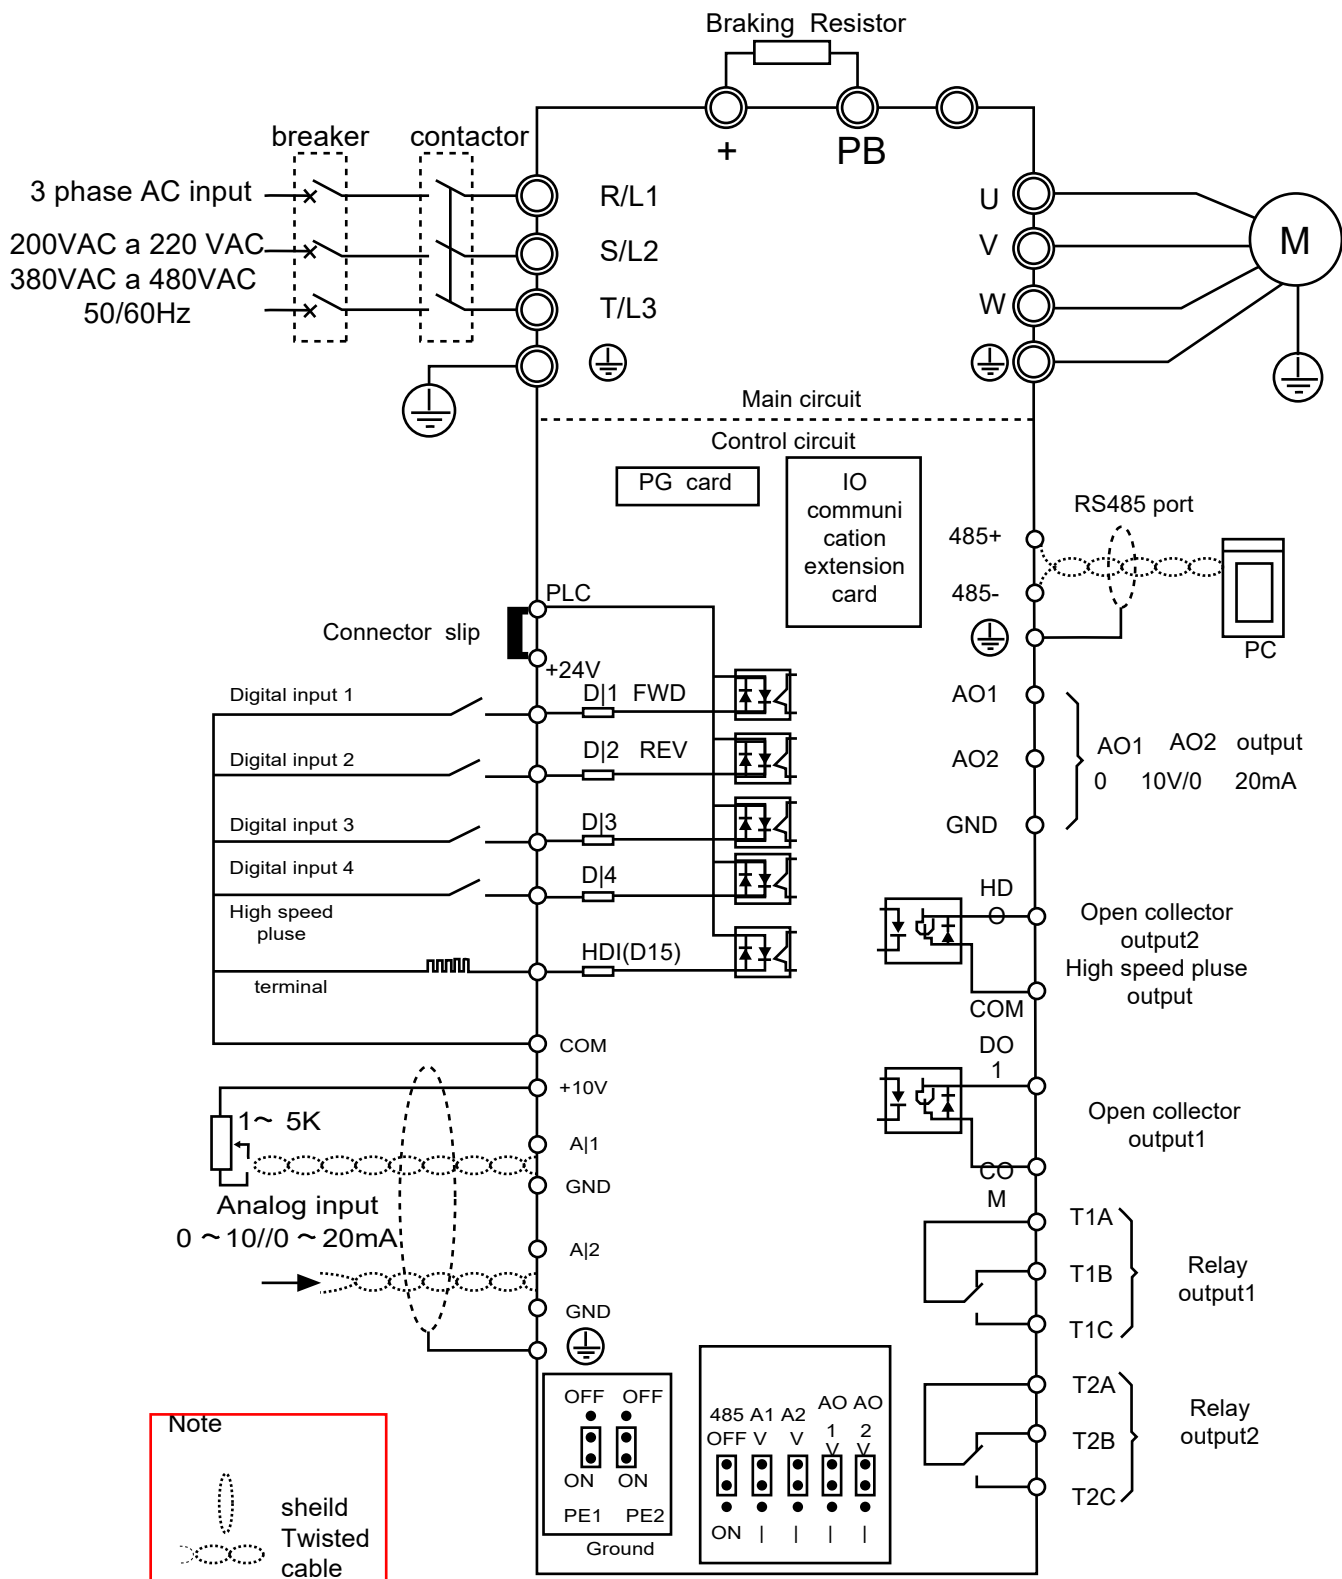 Braking Resistor
breaker contactor
+ PB
3 phase AC input
200VAC a 220 VAC
380VAC a 480VAC
50/60Hz
R/L1
S/L2
T/L3
U
V
W
M
Main circuit
Control circuit
PG card
IO
communi
cation
extension
card
RS485 port
485+
485-
PC
PLC
Connector slip
+24V
Digital input 1
D|1 FWD
Digital input 2
D|2 REV
Digital input 3
D|3
Digital input 4
D|4
High speed
pluse
HDI(D15)
terminal
COM
AO1
AO2
GND
AO1 AO2 output
0 10V/0 20mA
HD
O
COM
Open collector
output2
High speed pluse
output
DO
1
CO
M
Open collector
output1
+10V
1~ 5K
A|1
GND
Analog input
0 ~10//0 ~20mA
A|2
GND
T1A
T1B
T1C
Relay
output1
T2A
T2B
T2C
Relay
output2
OFF OFF
ON ON
PE1 PE2
Ground
485 A1 A2 AO AO
OFF V V 1 2
V V
ON | | | |
Note
sheild
Twisted
cable